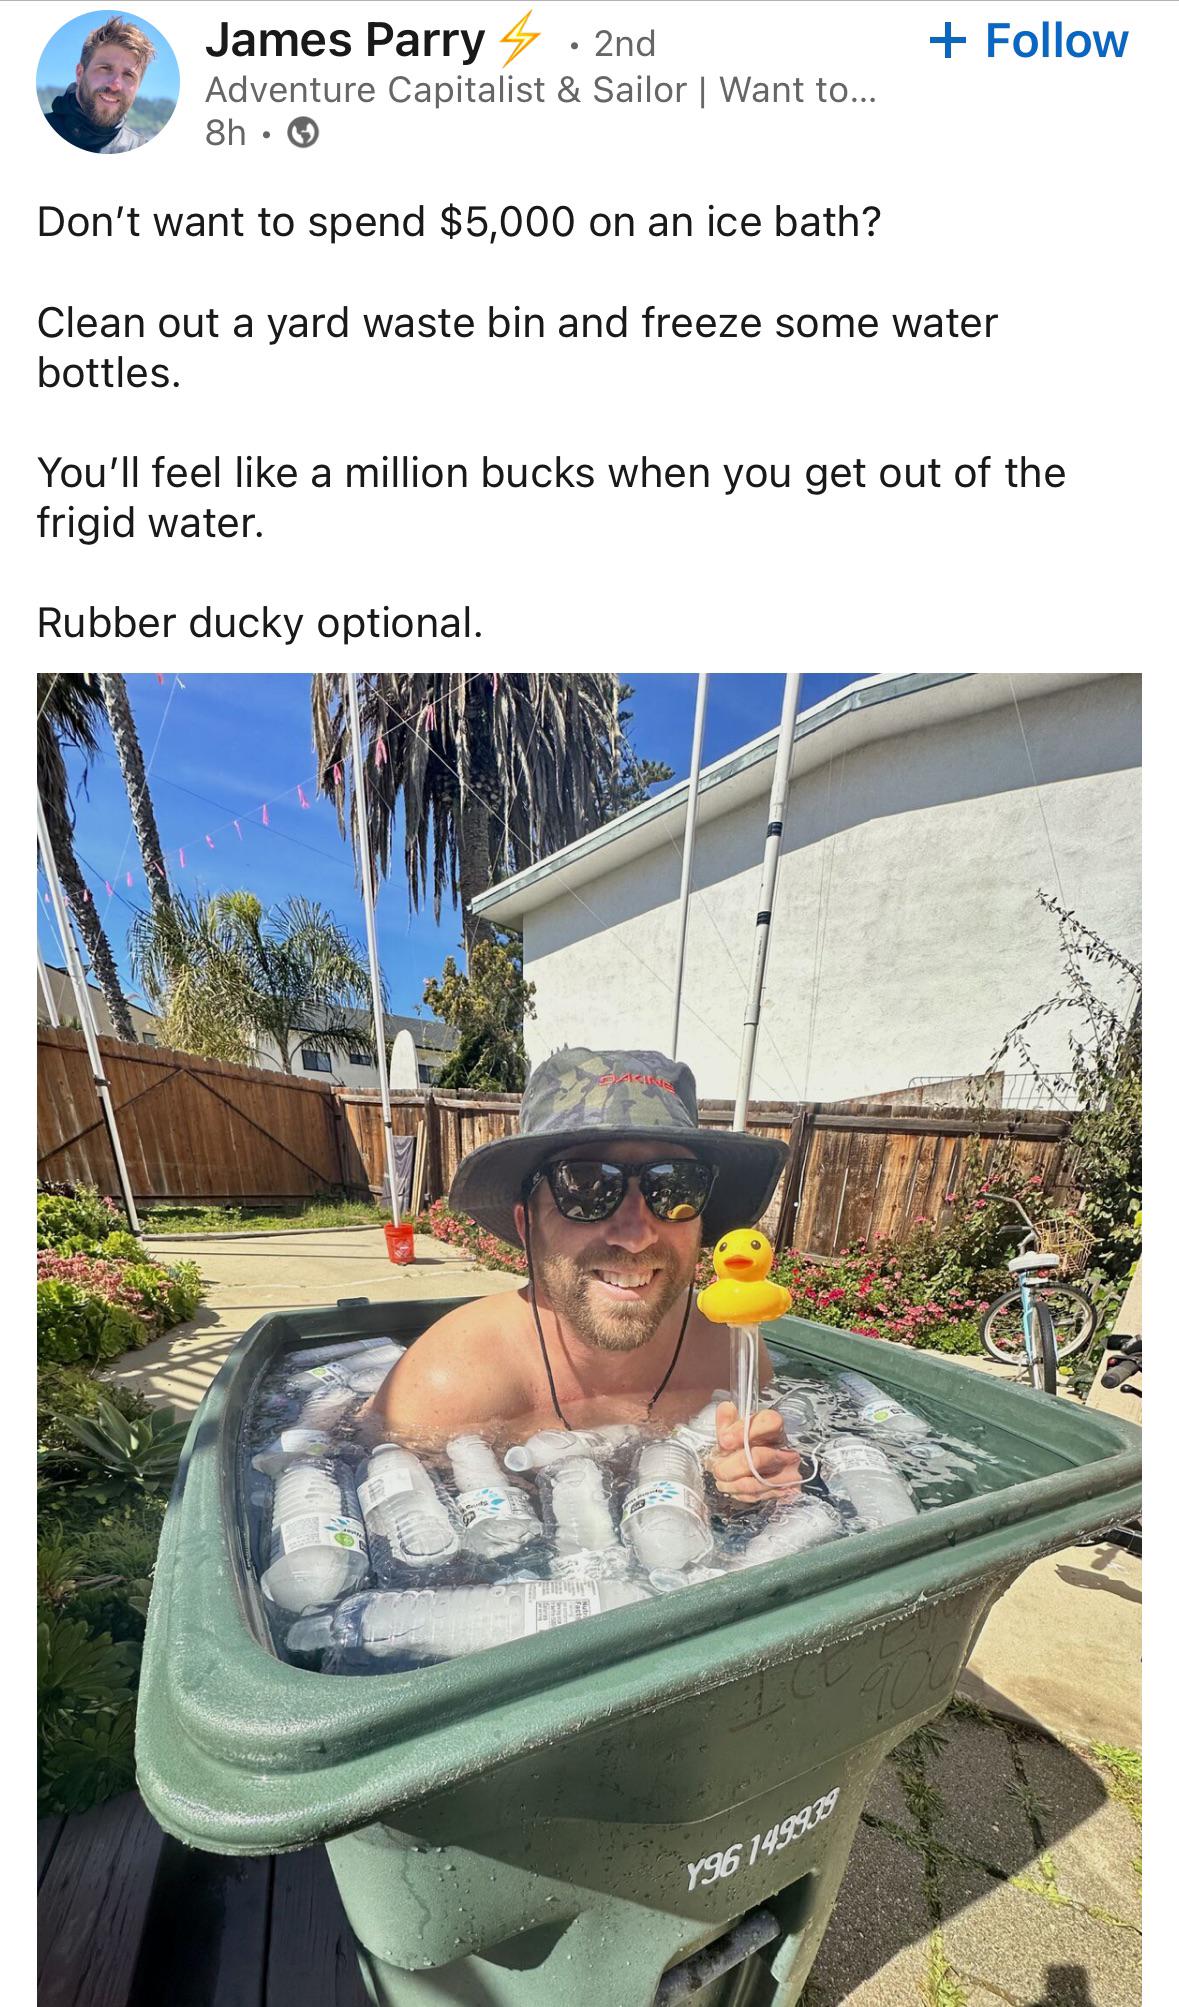 James Parry⚡ • 2nd
+ Follow
Adventure Capitalist & Sailor | Want to...
8h •
Don't want to spend $5,000 on an ice bath?
Clean out a yard waste bin and freeze some water
bottles.
You'll feel like a million bucks when you get out of the
frigid water.
Rubber ducky optional.
DAKINE
Y96 149939